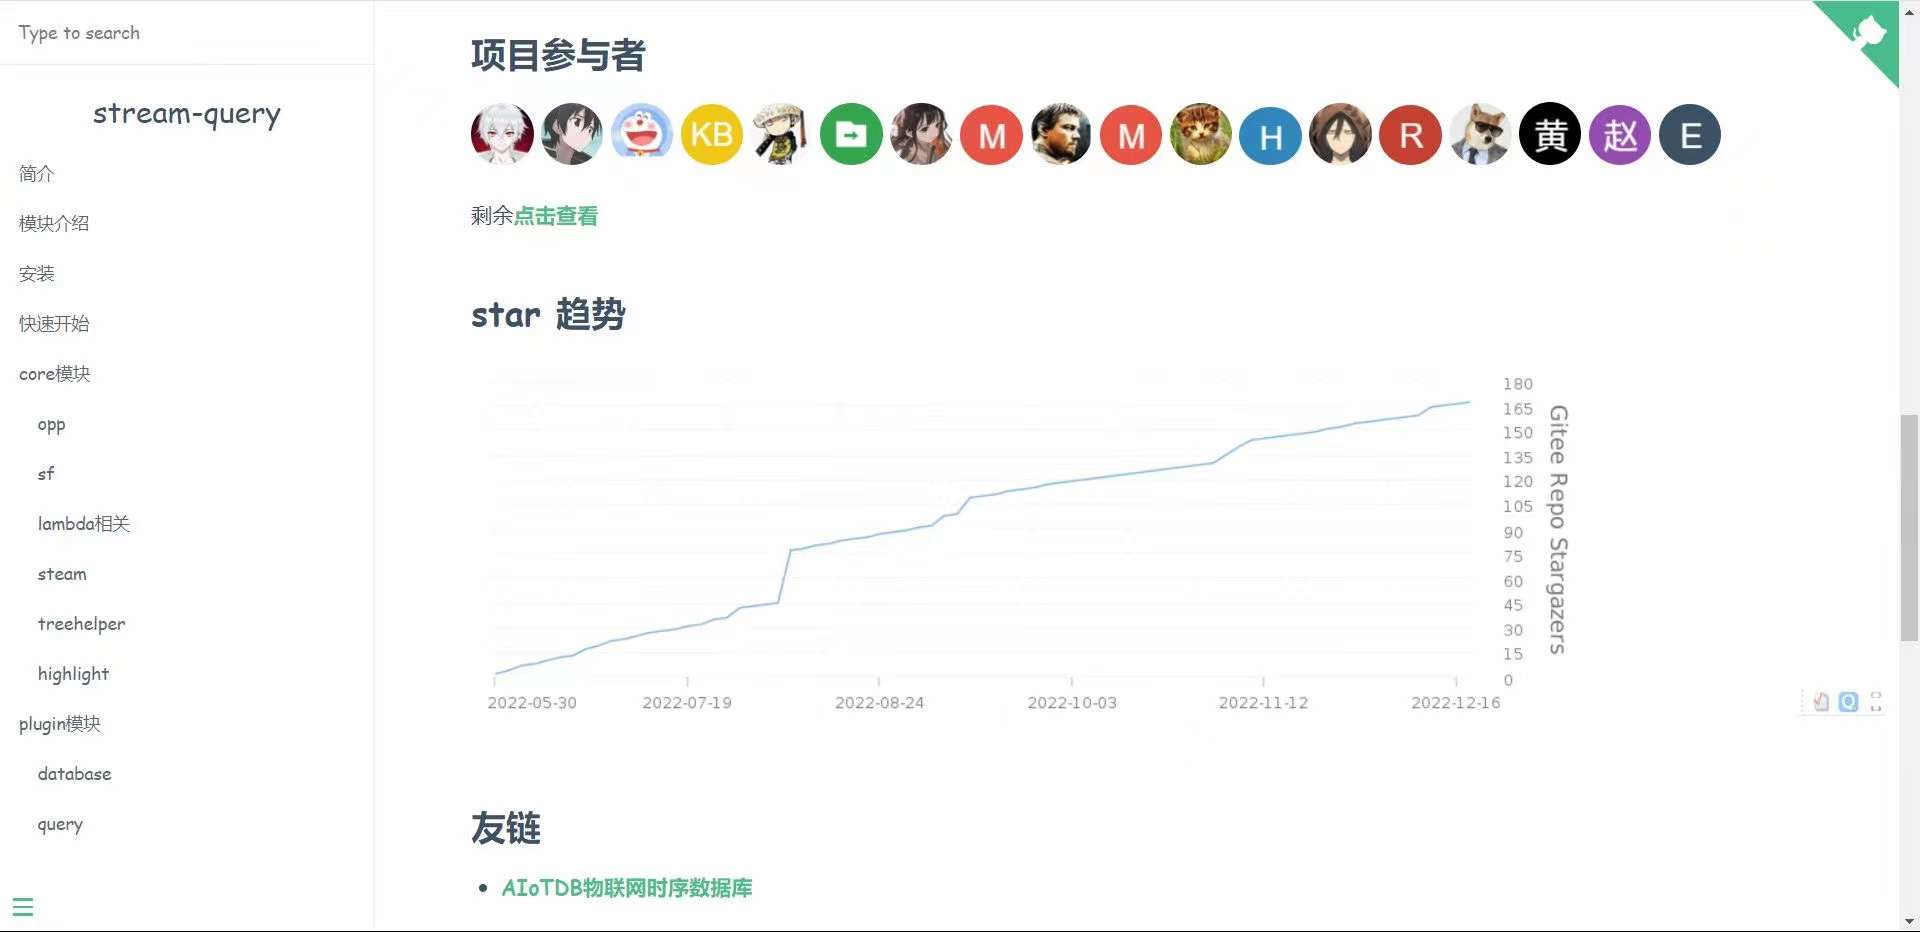 Type to search
stream-query
简介
模块介绍
安装
快速开始
core模块
opp
sf
lambda相关
steam
treehelper
highlight
plugin模块
database
query
项目参与者
KB
M
M
H
R
黄
赵
E
剩余点击查看
star 趋势
180
165
150
135
120
105
90
75
60
45
30
15
0
Gitee Repo Stargazers
2022-05-30
2022-07-19
2022-08-24
2022-10-03
2022-11-12
2022-12-16
友链
AIoTDB物联网时序数据库